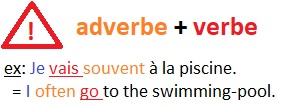 ! adverbe + verbe
ex: Je vais souvent à la piscine.
= I often go to the swimming-pool.